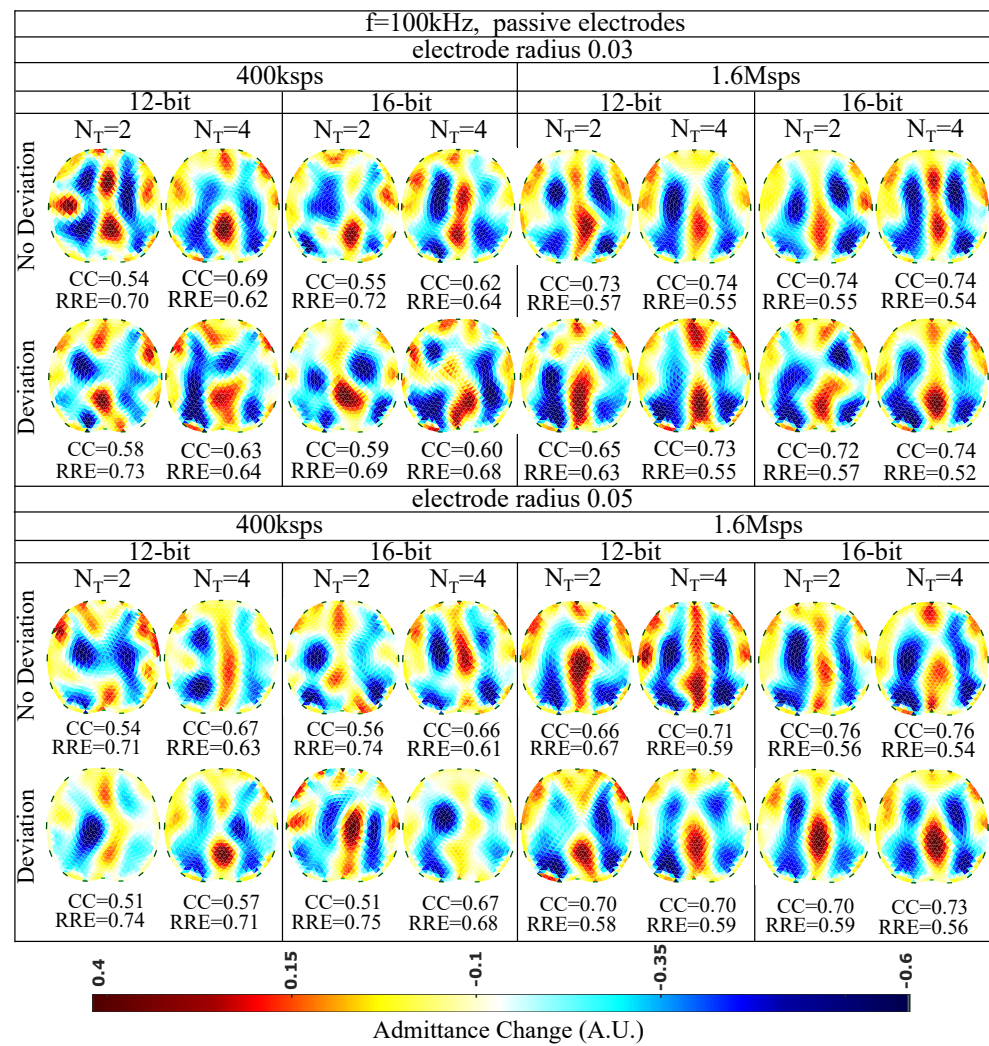 f=100kHz, passive electrodes
electrode radius 0.03
400ksps 1.6Msps
12-bit 16-bit 12-bit 16-bit
N_T=2 N_T=4 N_T=2 N_T=4 N_T=2 N_T=4 N_T=2 N_T=4
No Deviation
CC=0.54 CC=0.69 CC=0.55 CC=0.62 CC=0.73 CC=0.74 CC=0.74 CC=0.74
RRE=0.70 RRE=0.62 RRE=0.72 RRE=0.64 RRE=0.57 RRE=0.55 RRE=0.55 RRE=0.54
Deviation
CC=0.58 CC=0.63 CC=0.59 CC=0.60 CC=0.65 CC=0.73 CC=0.72 CC=0.74
RRE=0.73 RRE=0.64 RRE=0.69 RRE=0.68 RRE=0.63 RRE=0.55 RRE=0.57 RRE=0.52
electrode radius 0.05
400ksps 1.6Msps
12-bit 16-bit 12-bit 16-bit
N_T=2 N_T=4 N_T=2 N_T=4 N_T=2 N_T=4 N_T=2 N_T=4
No Deviation
CC=0.54 CC=0.67 CC=0.56 CC=0.66 CC=0.66 CC=0.71 CC=0.76 CC=0.76
RRE=0.71 RRE=0.63 RRE=0.74 RRE=0.61 RRE=0.67 RRE=0.59 RRE=0.56 RRE=0.54
Deviation
CC=0.51 CC=0.57 CC=0.51 CC=0.67 CC=0.70 CC=0.70 CC=0.70 CC=0.73
RRE=0.74 RRE=0.71 RRE=0.75 RRE=0.68 RRE=0.58 RRE=0.59 RRE=0.59 RRE=0.56
0.4 0.15 -0.1 -0.35 -0.6
Admittance Change (A.U.)